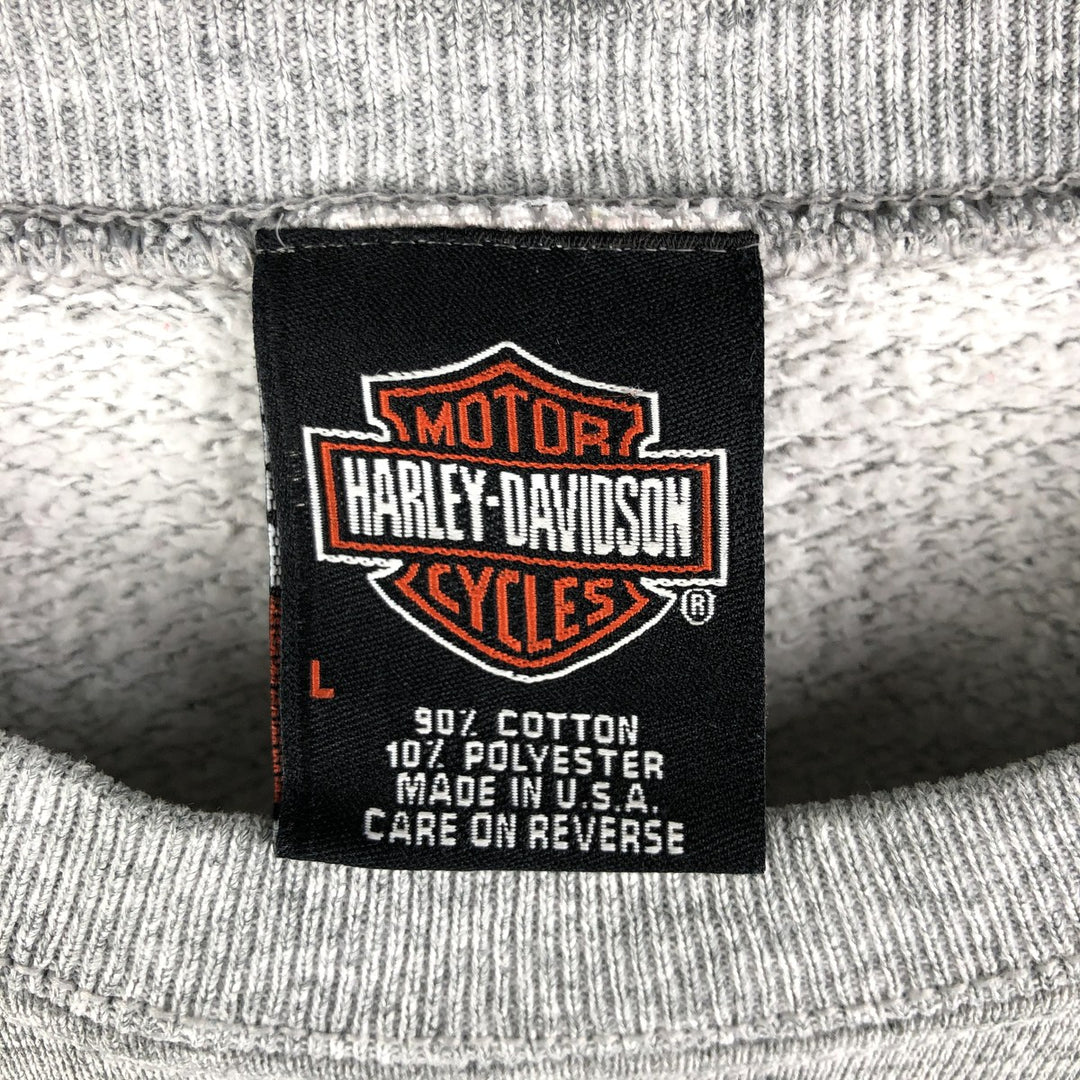 MOTOR
HARLEY-DAVIDSON
CYCLES
®
L
90% COTTON
10% POLYESTER
MADE IN U.S.A.
CARE ON REVERSE